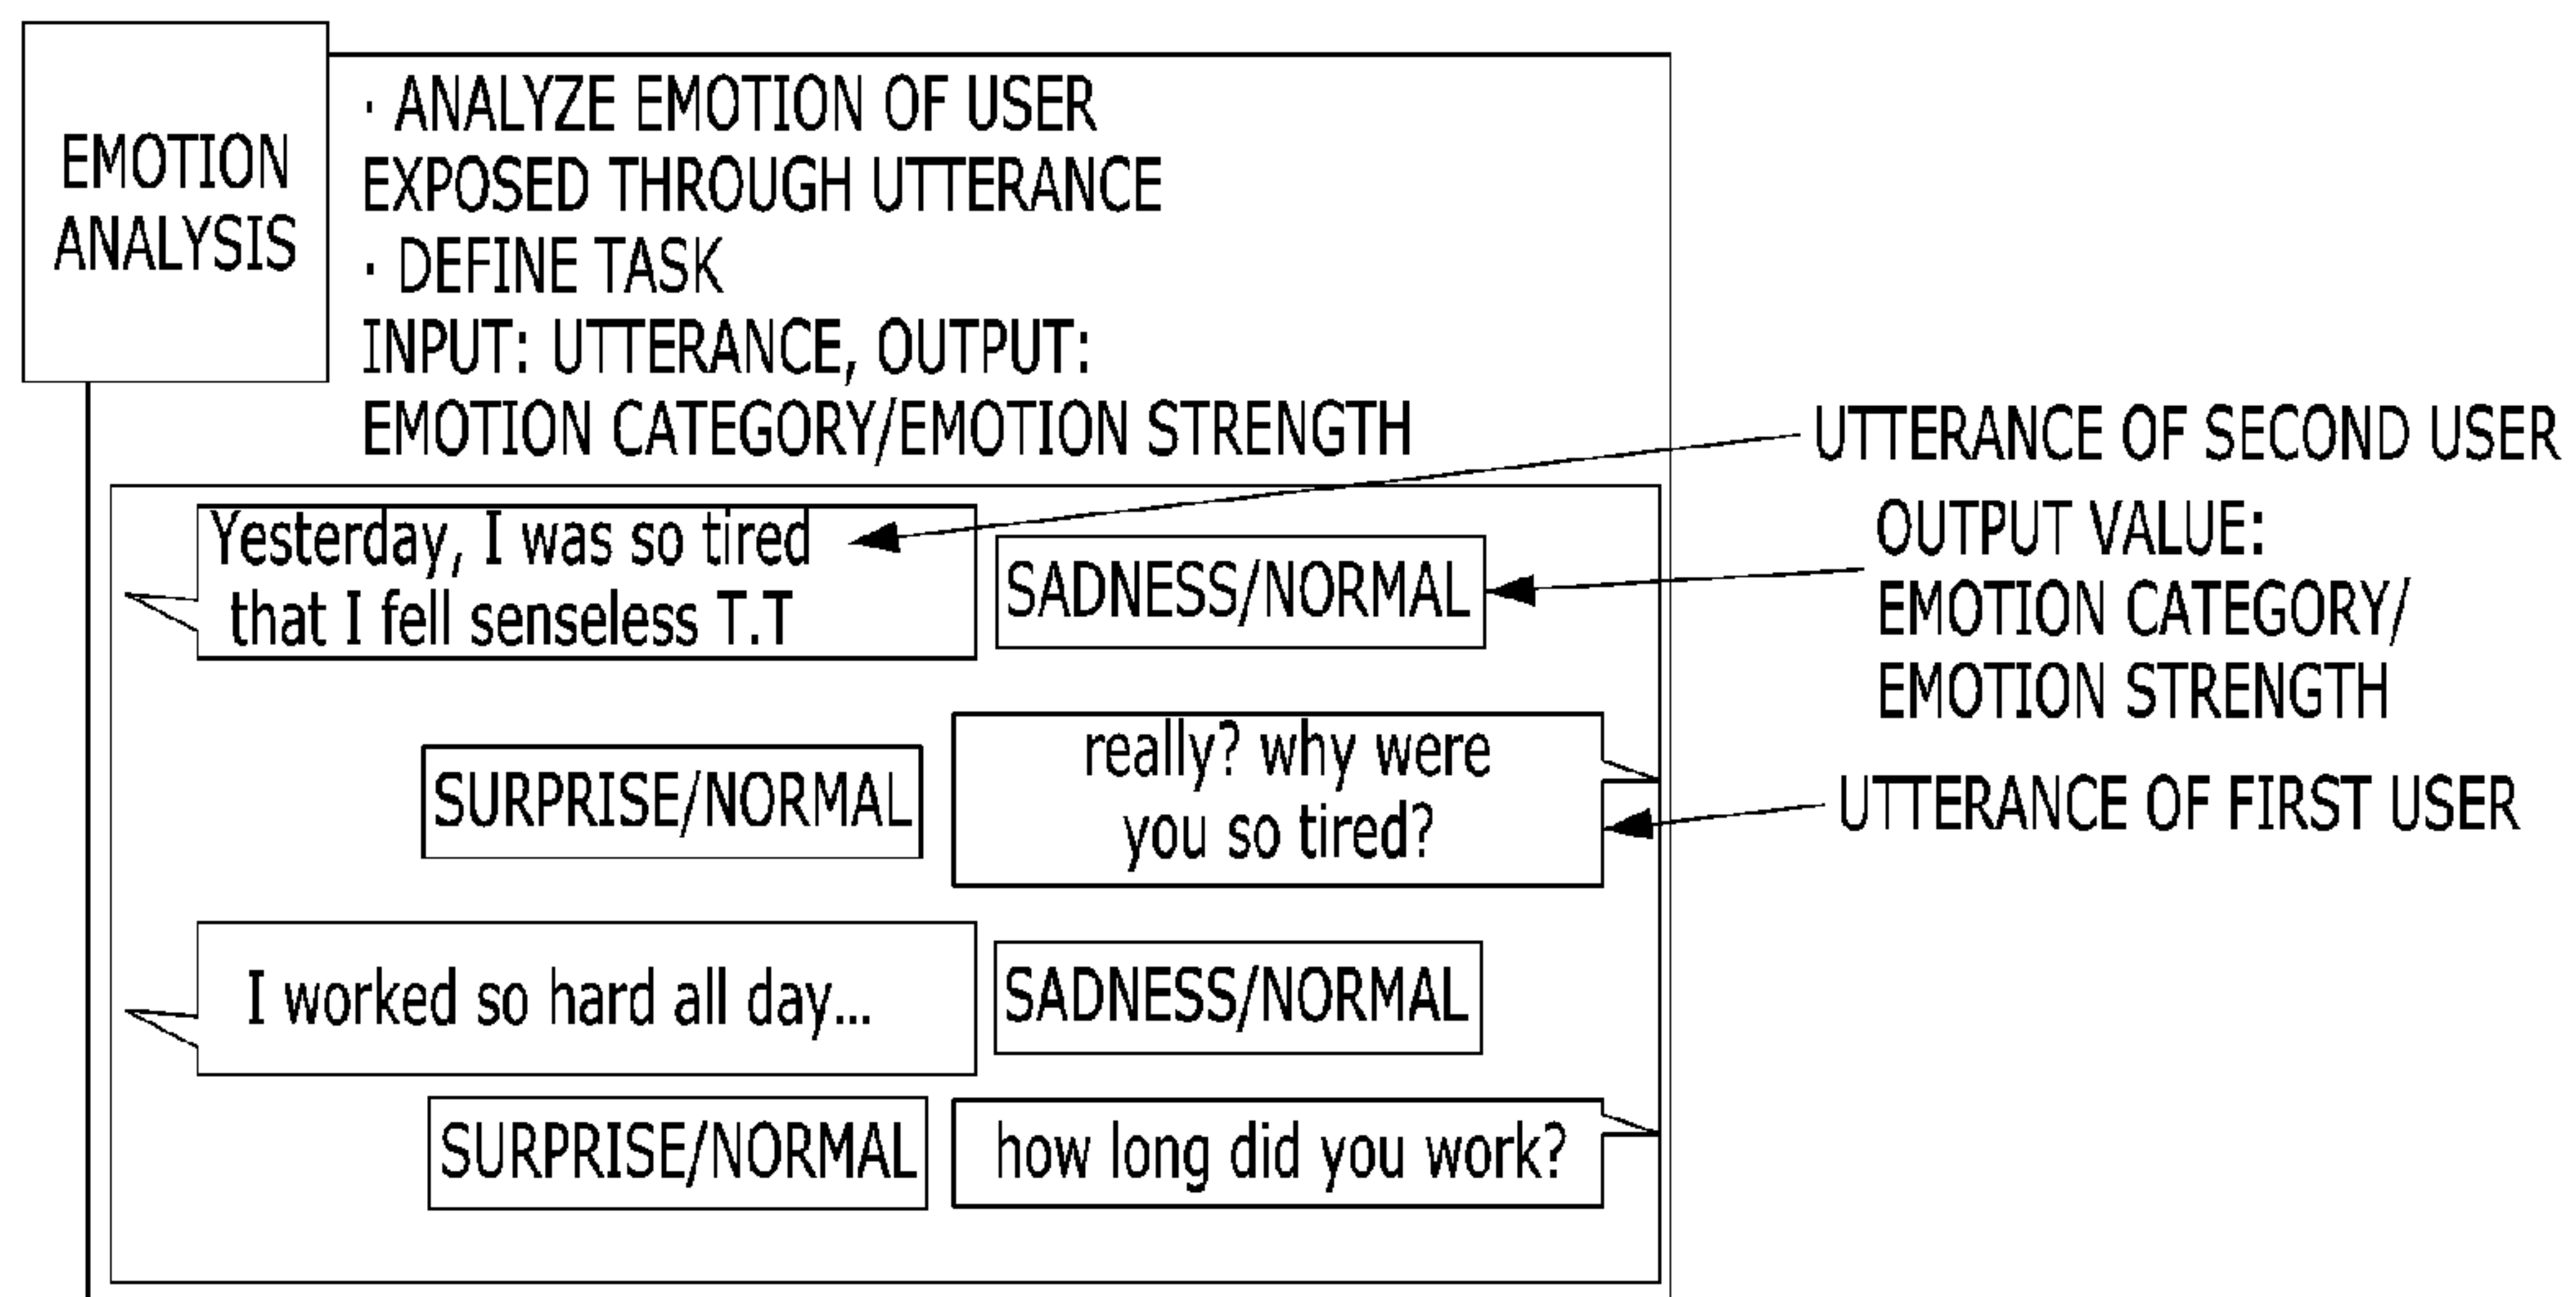 EMOTION
ANALYSIS
· ANALYZE EMOTION OF USER
EXPOSED THROUGH UTTERANCE
· DEFINE TASK
INPUT: UTTERANCE, OUTPUT:
EMOTION CATEGORY/EMOTION STRENGTH
Yesterday, I was so tired
that I fell senseless T.T
SADNESS/NORMAL
SURPRISE/NORMAL
really? why were
you so tired?
I worked so hard all day...
SADNESS/NORMAL
SURPRISE/NORMAL
how long did you work?
UTTERANCE OF SECOND USER
OUTPUT VALUE:
EMOTION CATEGORY/
EMOTION STRENGTH
UTTERANCE OF FIRST USER